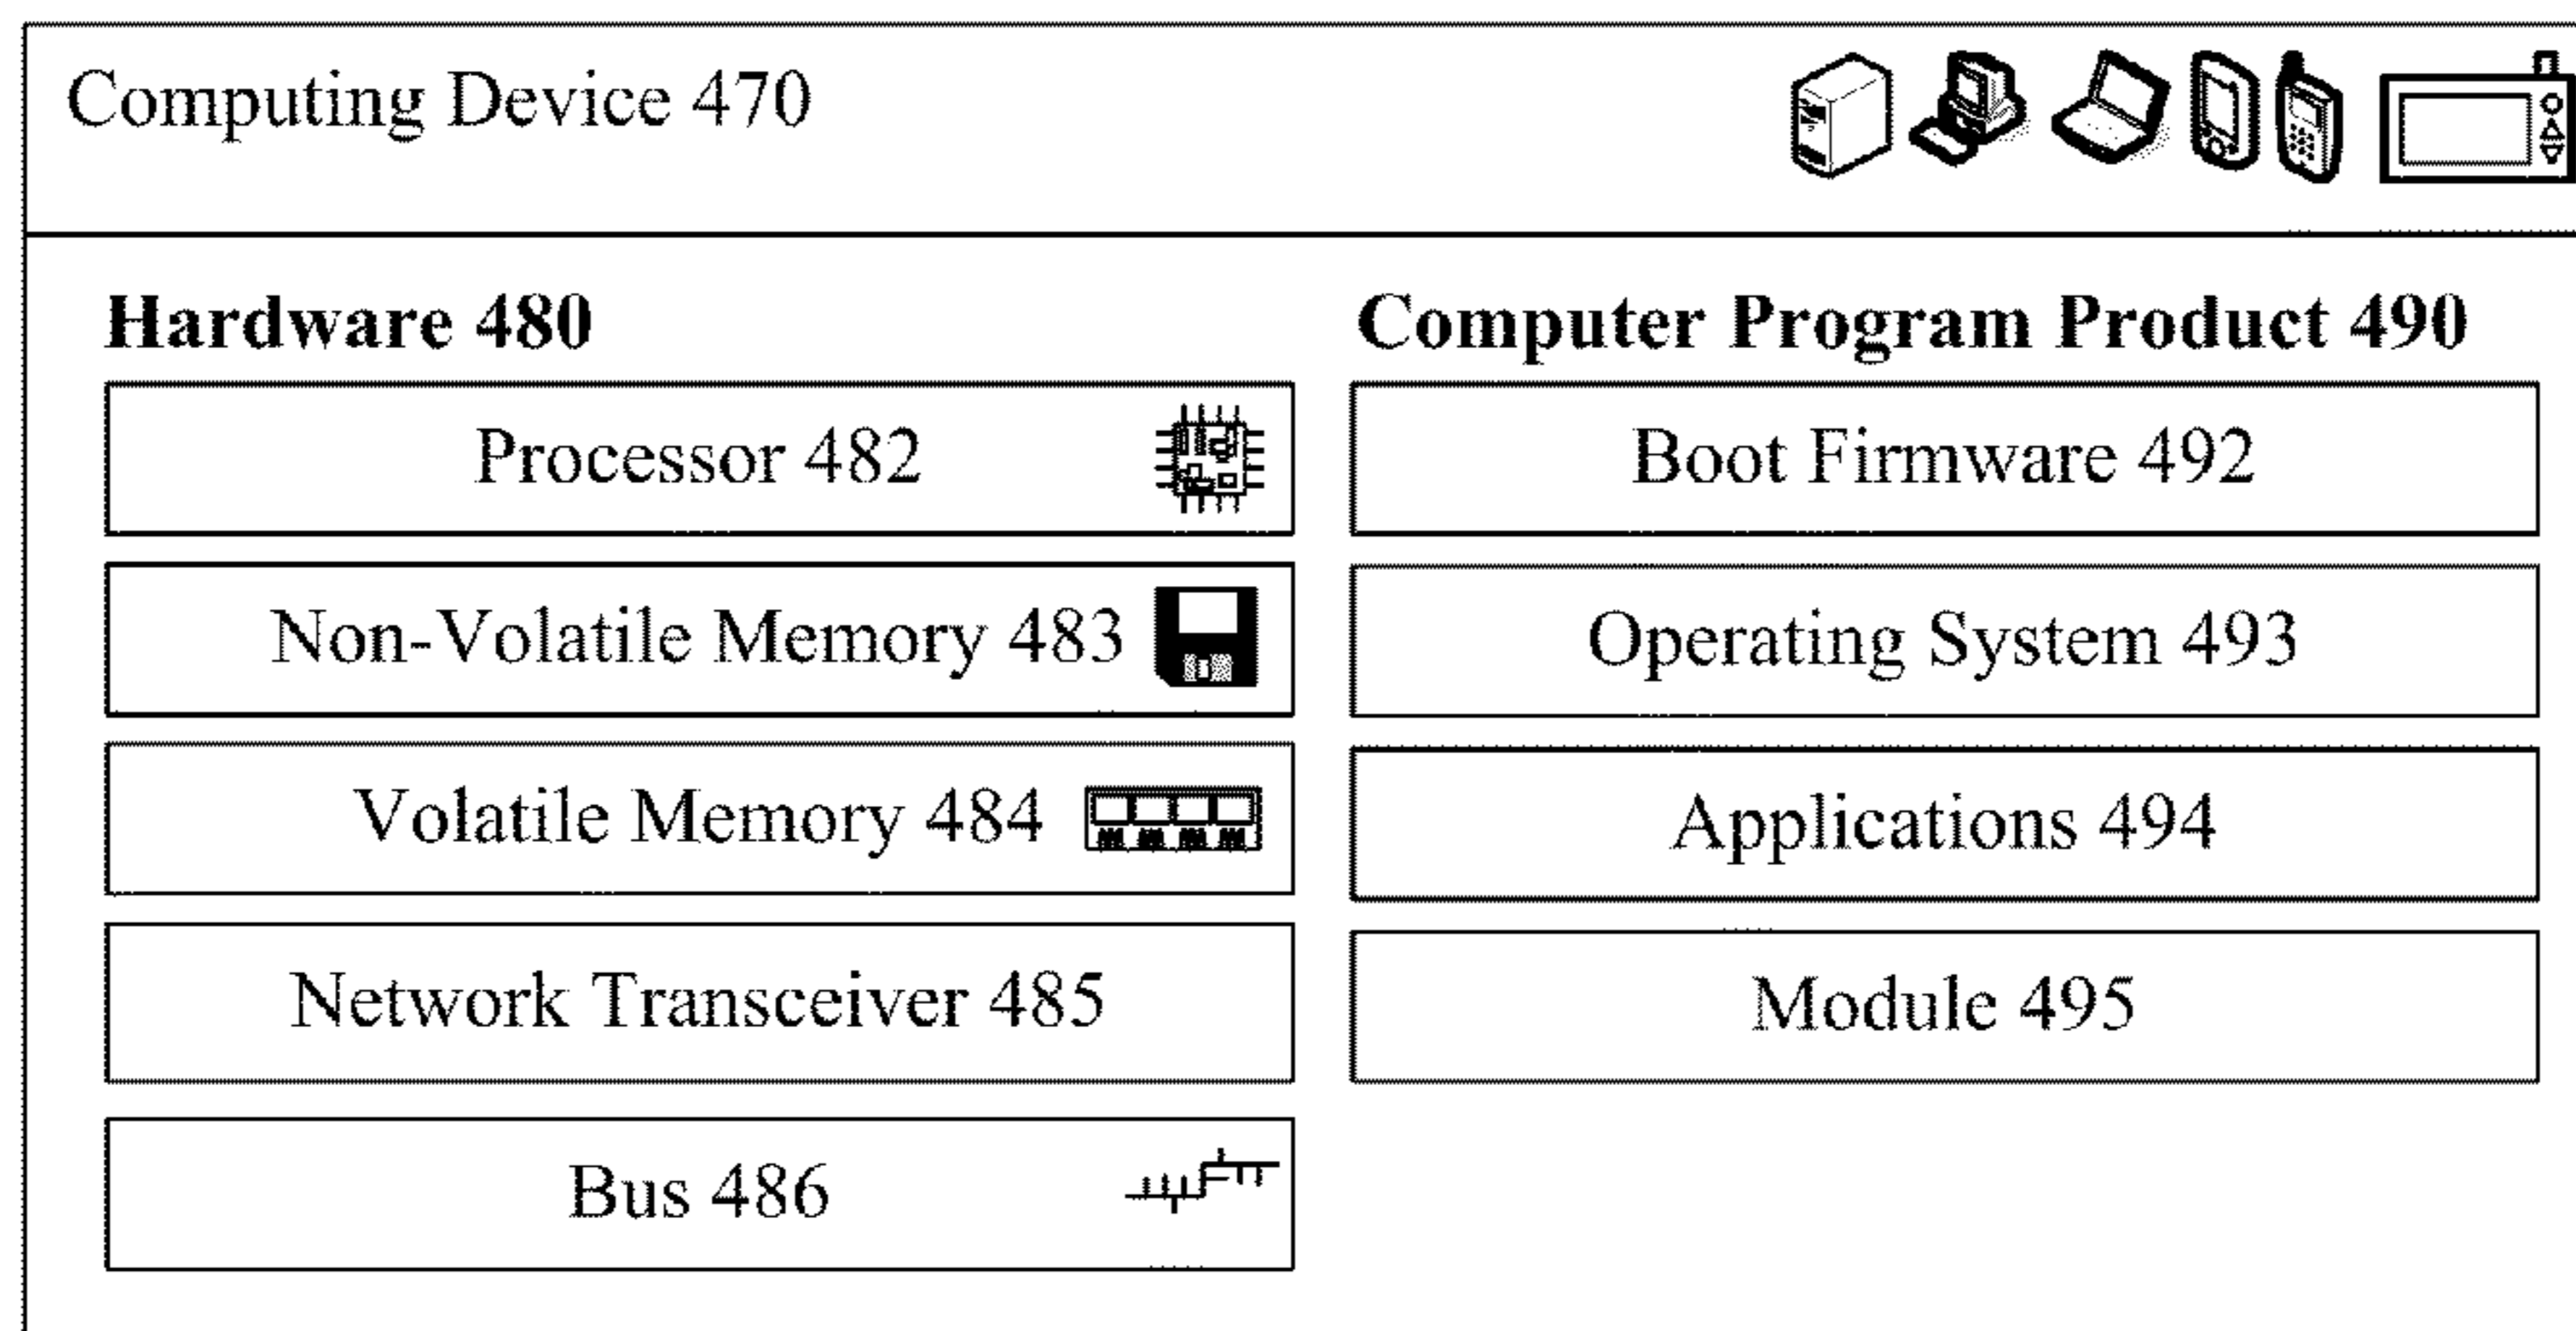 Computing Device 470
Hardware 480
Processor 482
Non-Volatile Memory 483
Volatile Memory 484
Network Transceiver 485
Bus 486
Computer Program Product 490
Boot Firmware 492
Operating System 493
Applications 494
Module 495